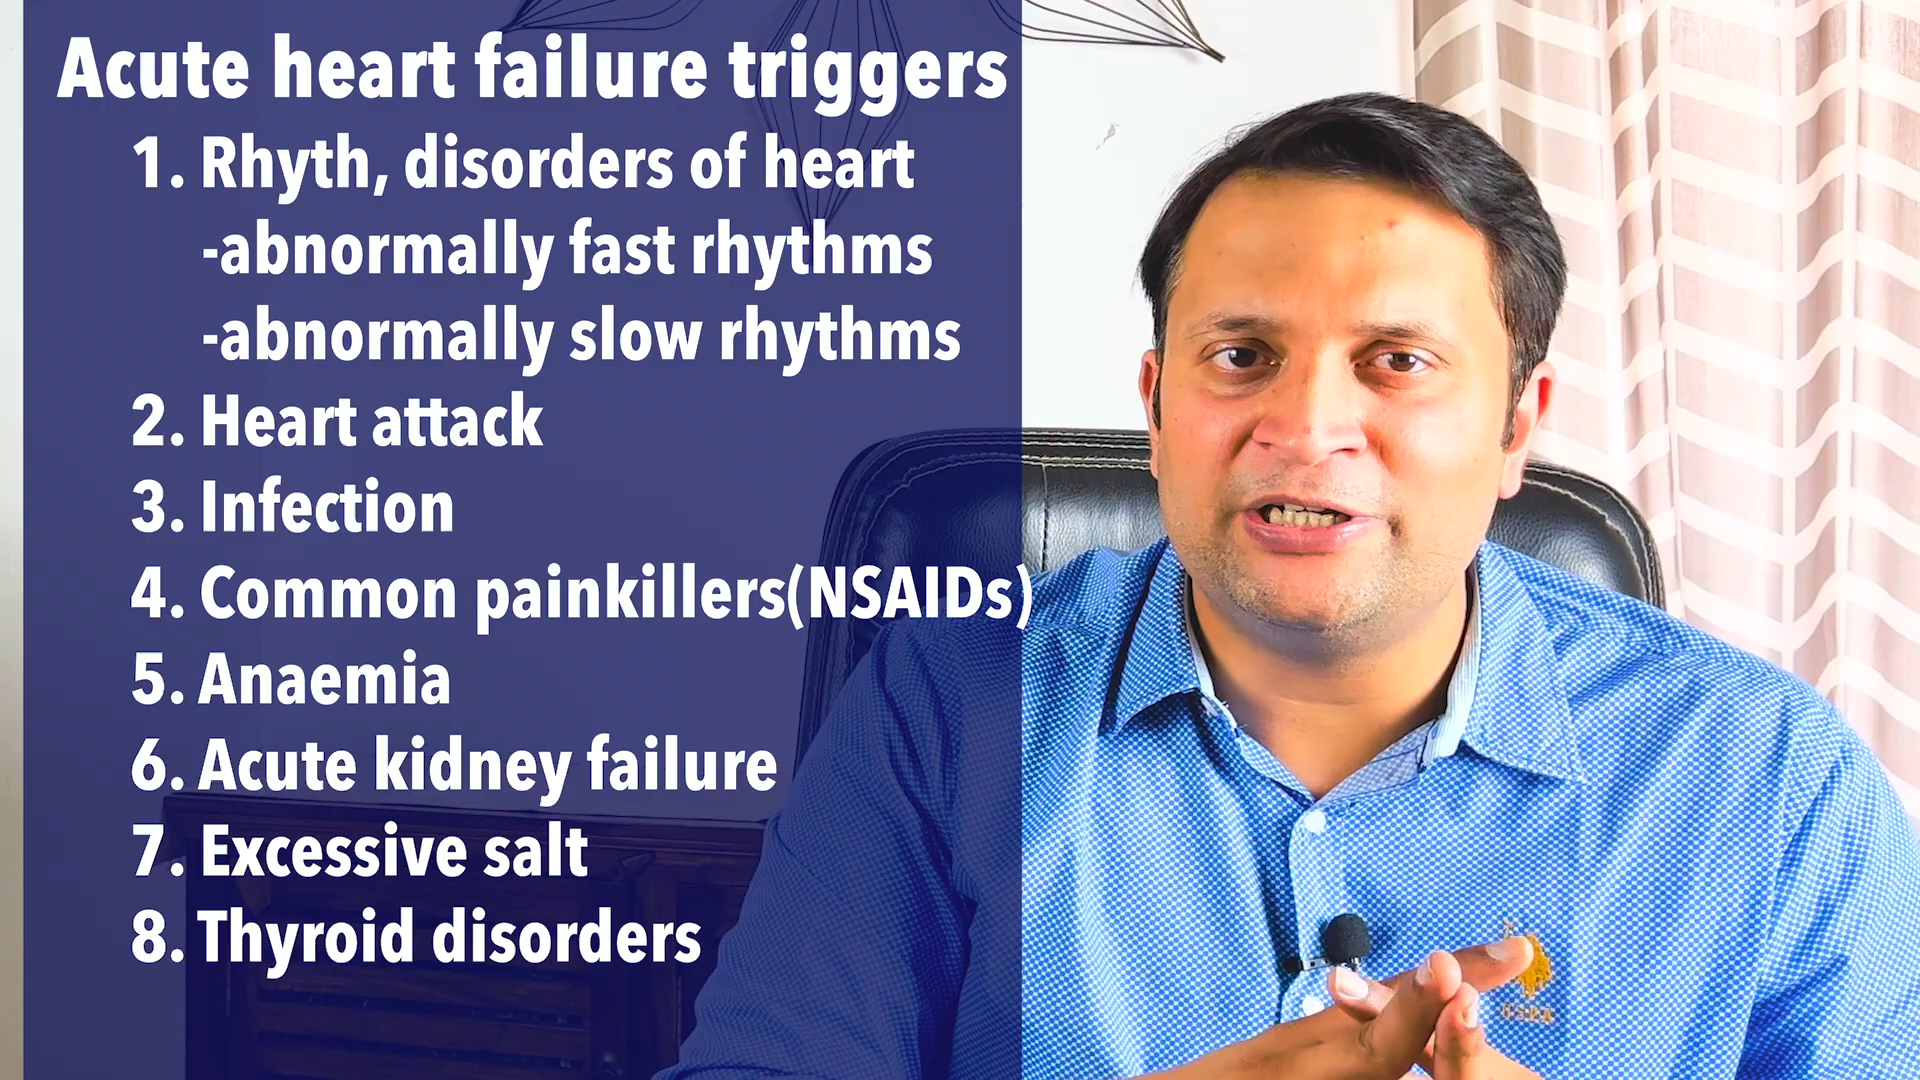 Acute heart failure triggers
1. Rhyth, disorders of heart
-abnormally fast rhythms
-abnormally slow rhythms
2. Heart attack
3. Infection
4. Common painkillers(NSAIDs)
5. Anaemia
6. Acute kidney failure
7. Excessive salt
8. Thyroid disorders